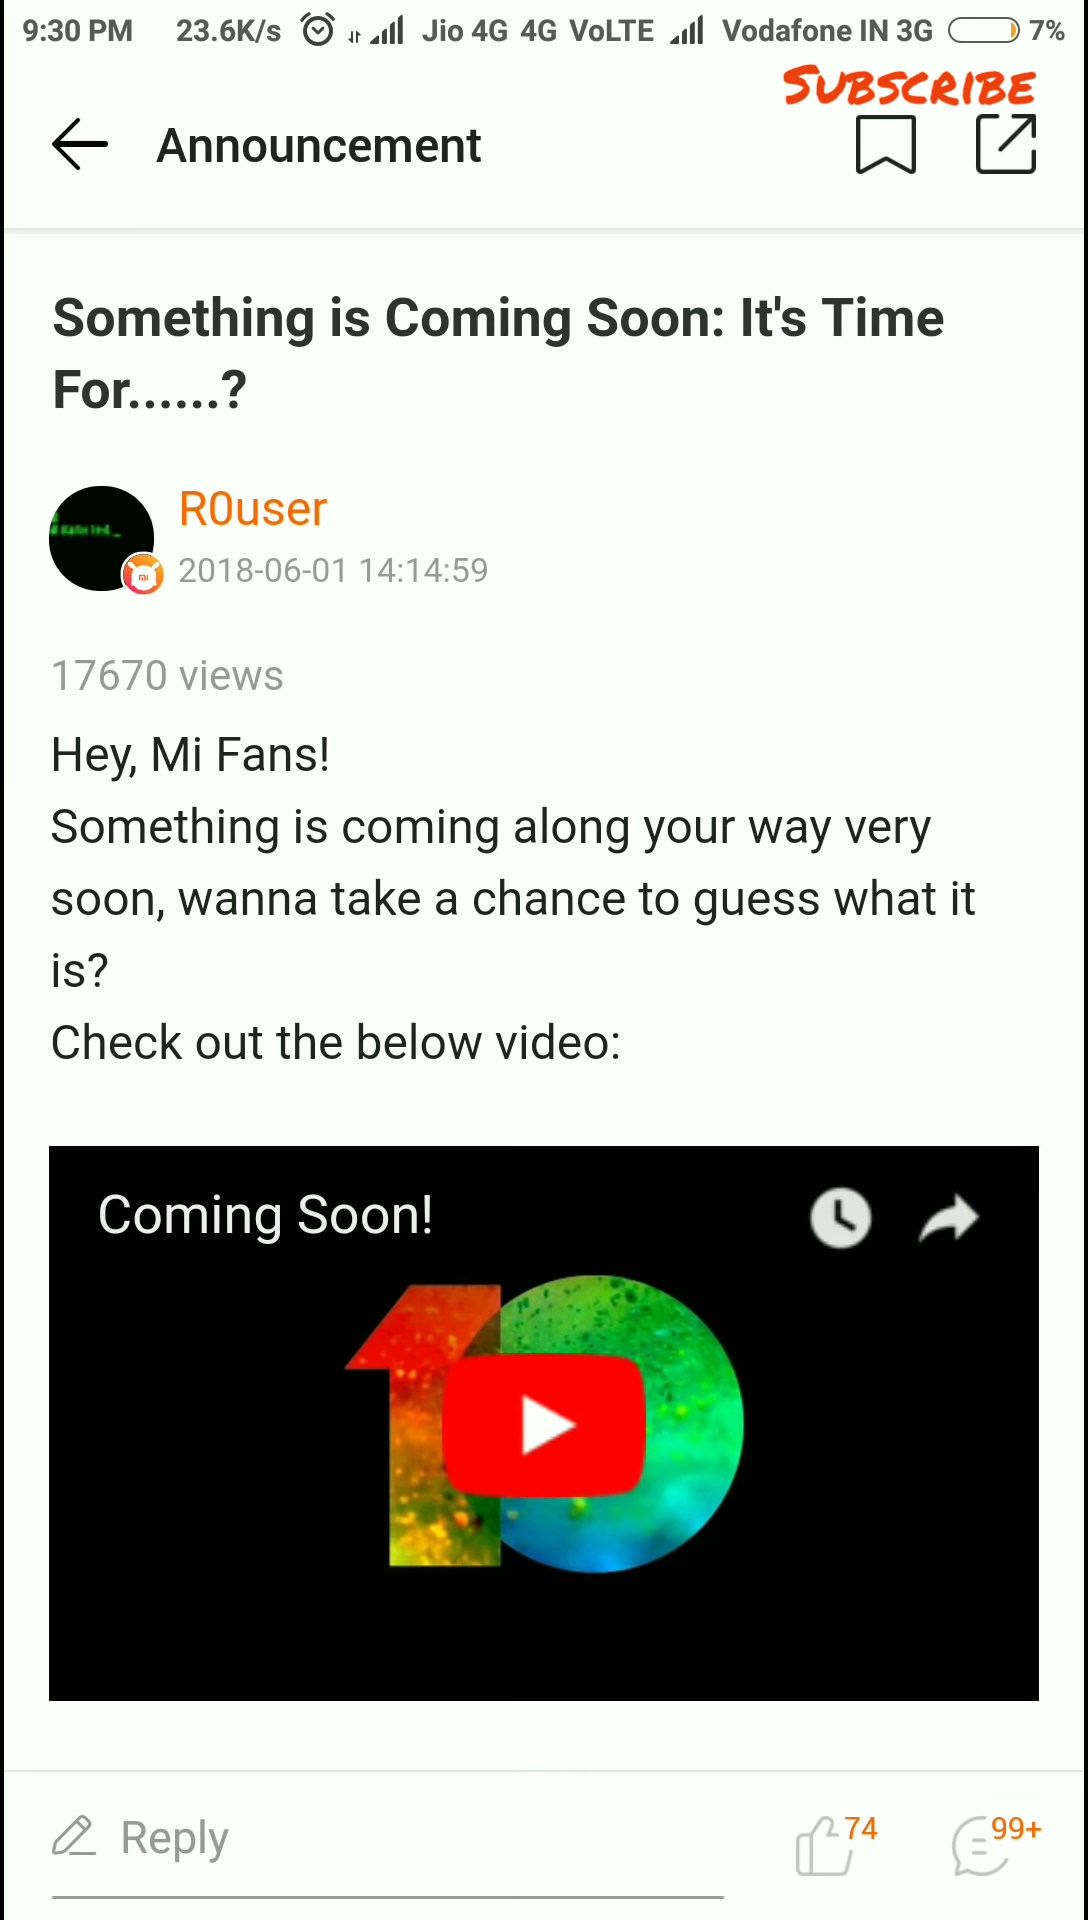 9:30 PM 23.6K/s Jio 4G 4G VoLTE Vodafone IN 3G 7%
SUBSCRIBE
Announcement
Something is Coming Soon: It's Time
For......?
R0user
2018-06-01 14:14:59
17670 views
Hey, Mi Fans!
Something is coming along your way very
soon, wanna take a chance to guess what it
is?
Check out the below video:
Coming Soon!
10
Reply 74 99+